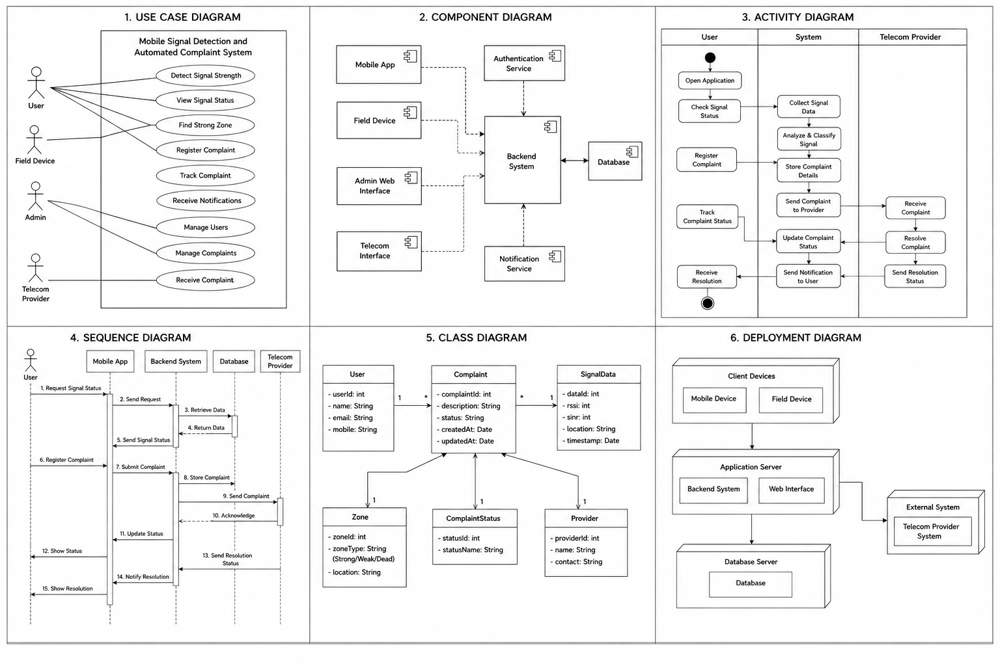 1. USE CASE DIAGRAM
Mobile Signal Detection and
Automated Complaint System
User
Field Device
Admin
Telecom
Provider
Detect Signal Strength
View Signal Status
Find Strong Zone
Register Complaint
Track Complaint
Receive Notifications
Manage Users
Manage Complaints
Receive Complaint
2. COMPONENT DIAGRAM
Mobile App
Field Device
Admin Web
Interface
Telecom
Interface
Authentication
Service
Backend
System
Notification
Service
Database
3. ACTIVITY DIAGRAM
User
System
Telecom Provider
Open Application
Check Signal
Status
Collect Signal
Data
Analyze & Classify
Signal
Register
Complaint
Store Complaint
Details
Send Complaint
to Provider
Receive
Complaint
Track
Complaint Status
Update Complaint
Status
Resolve
Complaint
Receive
Resolution
Send Notification
to User
Send Resolution
Status
4. SEQUENCE DIAGRAM
User
Mobile App
Backend System
Database
Telecom
Provider
1. Request Signal Status
2. Send Request
3. Retrieve Data
4. Return Data
5. Send Signal Status
6. Register Complaint
7. Submit Complaint
8. Store Complaint
9. Send Complaint
10. Acknowledge
11. Update Status
12. Show Status
13. Send Resolution
Status
14. Notify Resolution
15. Show Resolution
5. CLASS DIAGRAM
User
- userId: int
- name: String
- email: String
- mobile: String
1
*
Complaint
- complaintId: int
- description: String
- status: String
- createdAt: Date
- updatedAt: Date
*
1
SignalData
- dataId: int
- rssi: int
- sinr: int
- location: String
- timestamp: Date
1
1
1
Zone
- zoneId: int
- zoneType: String
(Strong/Weak/Dead)
- location: String
ComplaintStatus
- statusId: int
- statusName: String
Provider
- providerId: int
- name: String
- contact: String
6. DEPLOYMENT DIAGRAM
Client Devices
Mobile Device
Field Device
Application Server
Backend System
Web Interface
External System
Telecom Provider
System
Database Server
Database